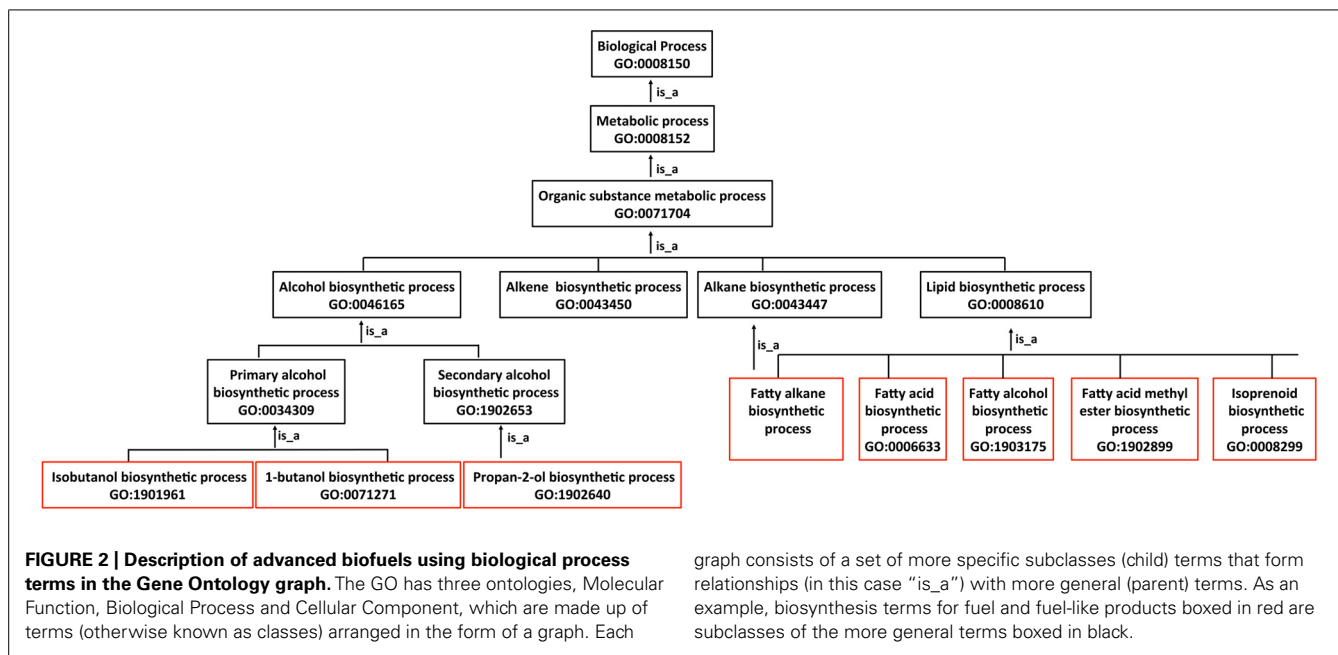 Biological Process
GO:0008150
is_a
Metabolic process
GO:0008152
is_a
Organic substance metabolic process
GO:0071704
is_a
Alcohol biosynthetic process
GO:0046165
Alkene biosynthetic process
GO:0043450
Alkane biosynthetic process
GO:0043447
Lipid biosynthetic process
GO:0008610
is_a
is_a
is_a
Primary alcohol
biosynthetic process
GO:0034309
Secondary alcohol
biosynthetic process
GO:1902653
Fatty alkane
biosynthetic
process
Fatty acid
biosynthetic
process
GO:0006633
Fatty alcohol
biosynthetic
process
GO:1903175
Fatty acid methyl
ester biosynthetic
process
GO:1902899
Isoprenoid
biosynthetic
process
GO:0008299
is_a
is_a
Isobutanol biosynthetic process
GO:1901961
1-butanol biosynthetic process
GO:0071271
Propan-2-ol biosynthetic process
GO:1902640
FIGURE 2 | Description of advanced biofuels using biological process
terms in the Gene Ontology graph. The GO has three ontologies, Molecular
Function, Biological Process and Cellular Component, which are made up of
terms (otherwise known as classes) arranged in the form of a graph. Each
graph consists of a set of more specific subclasses (child) terms that form
relationships (in this case “is_a”) with more general (parent) terms. As an
example, biosynthesis terms for fuel and fuel-like products boxed in red are
subclasses of the more general terms boxed in black.